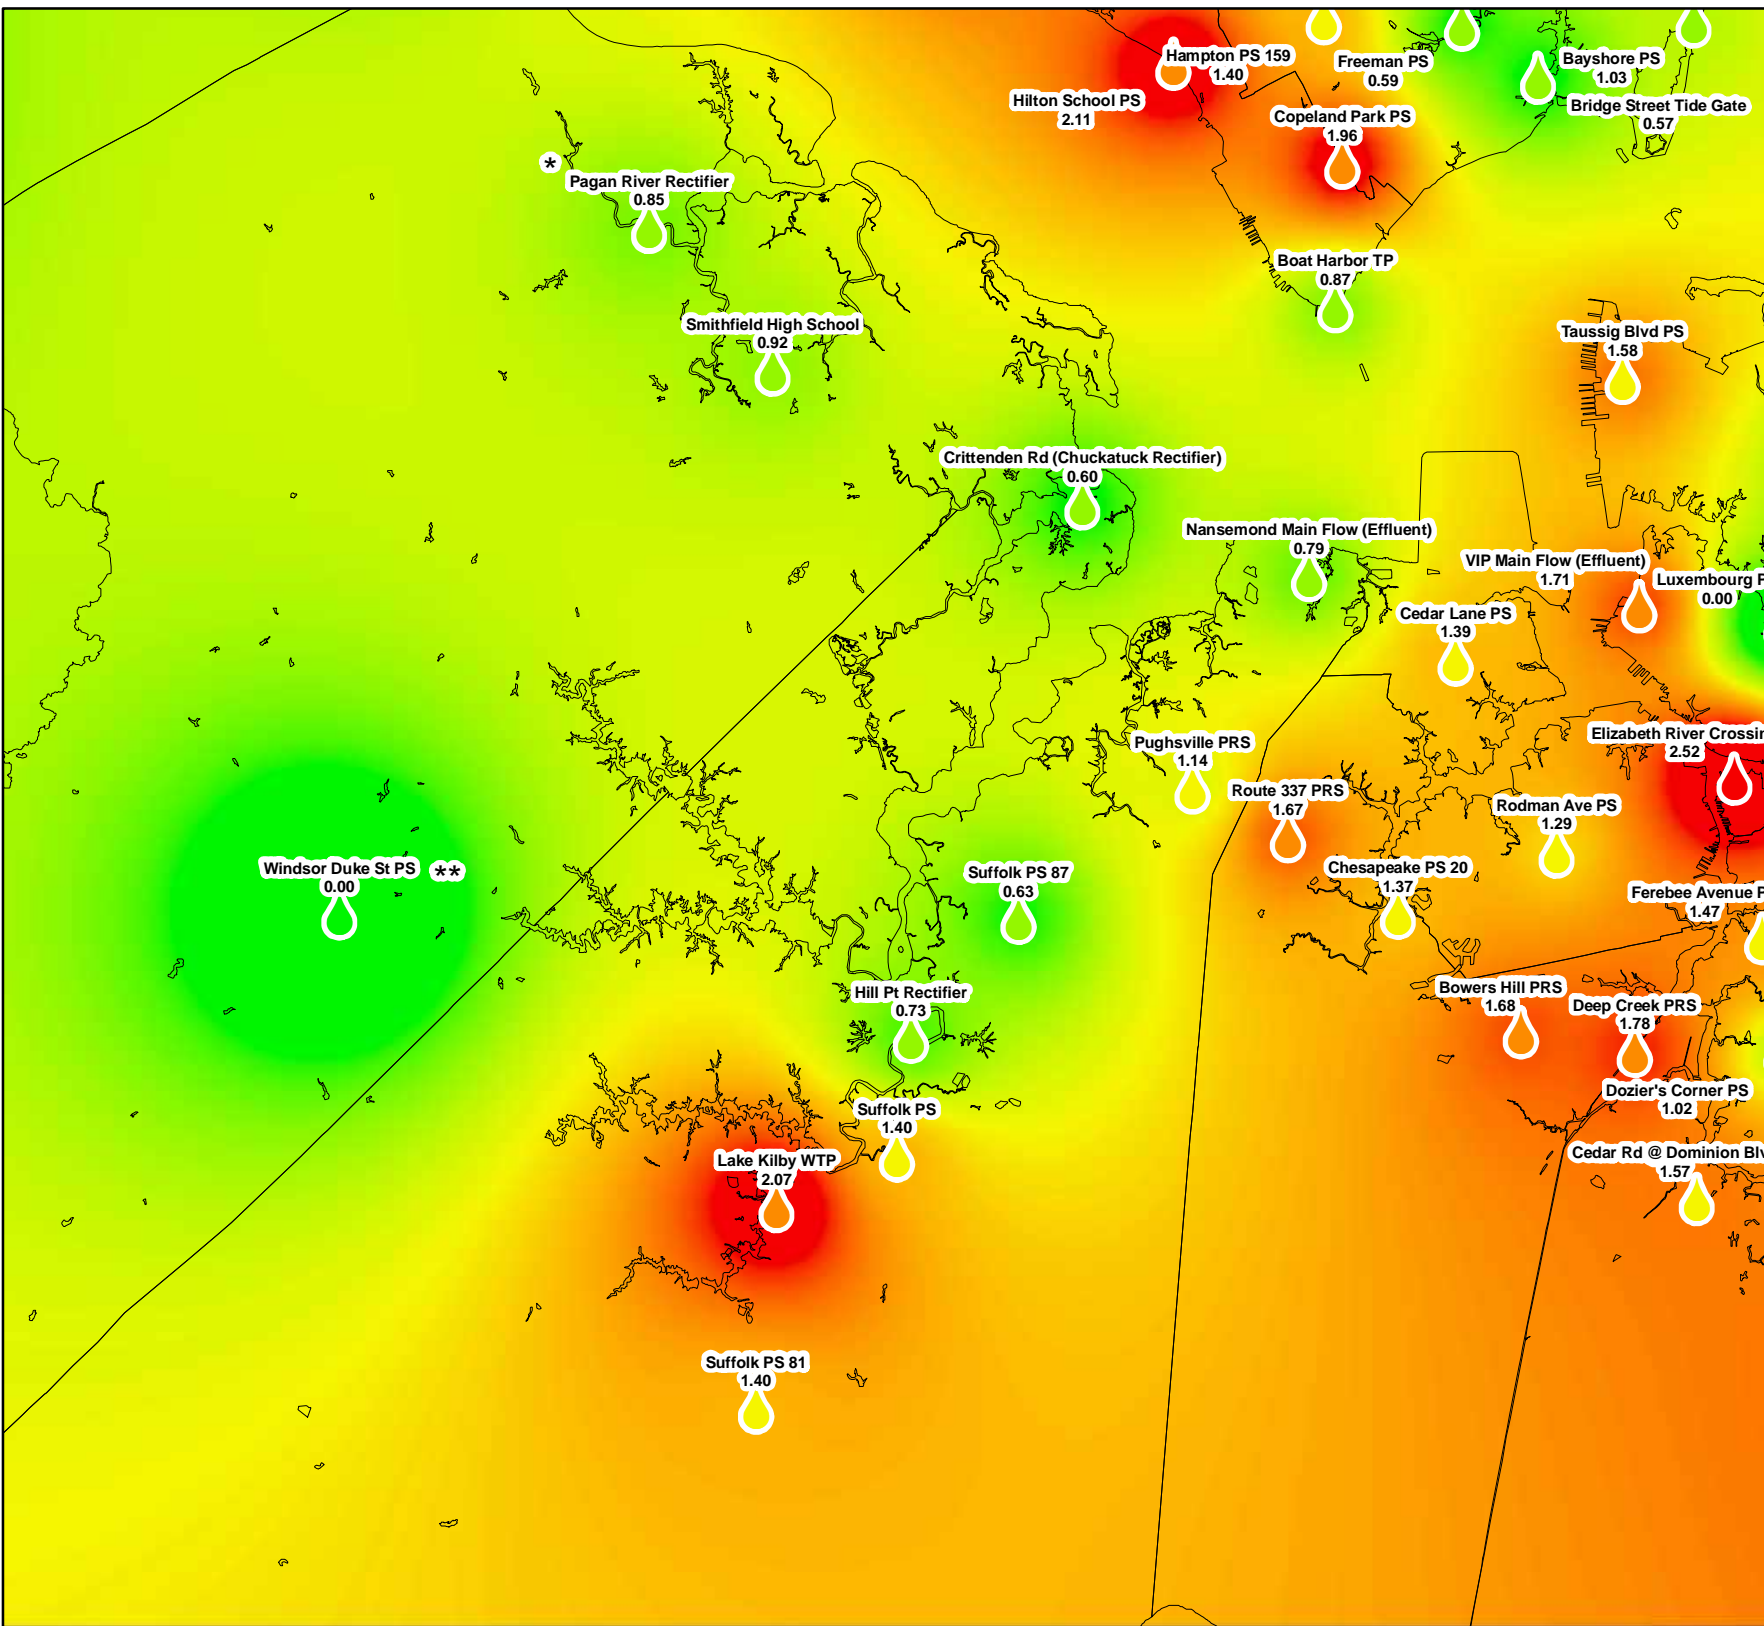 Hampton PS 159
1.40
Freeman PS
0.59
Bayshore PS
1.03
Hilton School PS
2.11
Bridge Street Tide Gate
0.57
Copeland Park PS
1.96
*
Pagan River Rectifier
0.85
Boat Harbor TP
0.87
Smithfield High School
0.92
Taussig Blvd PS
1.58
Crittenden Rd (Chuckatuck Rectifier)
0.60
Nansemond Main Flow (Effluent)
0.79
VIP Main Flow (Effluent)
1.71
Luxembourg P
0.00
Cedar Lane PS
1.39
Pughsville PRS
1.14
Elizabeth River Crossin
2.52
Route 337 PRS
1.67
Rodman Ave PS
1.29
Windsor Duke St PS **
0.00
Suffolk PS 87
0.63
Chesapeake PS 20
1.37
Ferebee Avenue P
1.47
Hill Pt Rectifier
0.73
Bowers Hill PRS
1.68
Deep Creek PRS
1.78
Dozier's Corner PS
1.02
Suffolk PS
1.40
Lake Kilby WTP
2.07
Cedar Rd @ Dominion Blv
1.57
Suffolk PS 81
1.40